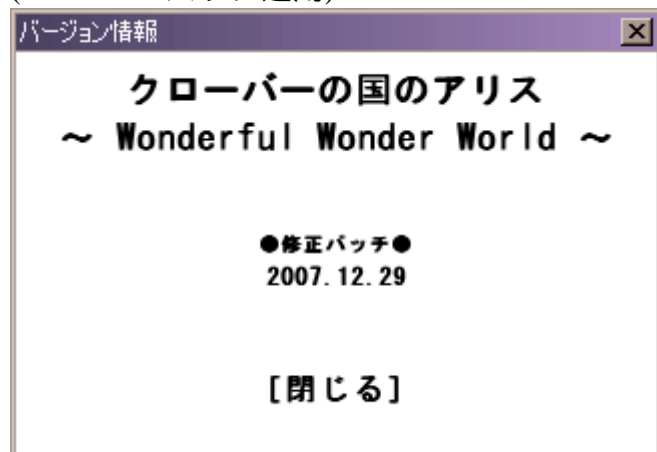 バージョン情報
クローバーの国のアリス
～ Wonderful Wonder World ～
●修正パッチ●
2007.12.29
[閉じる]